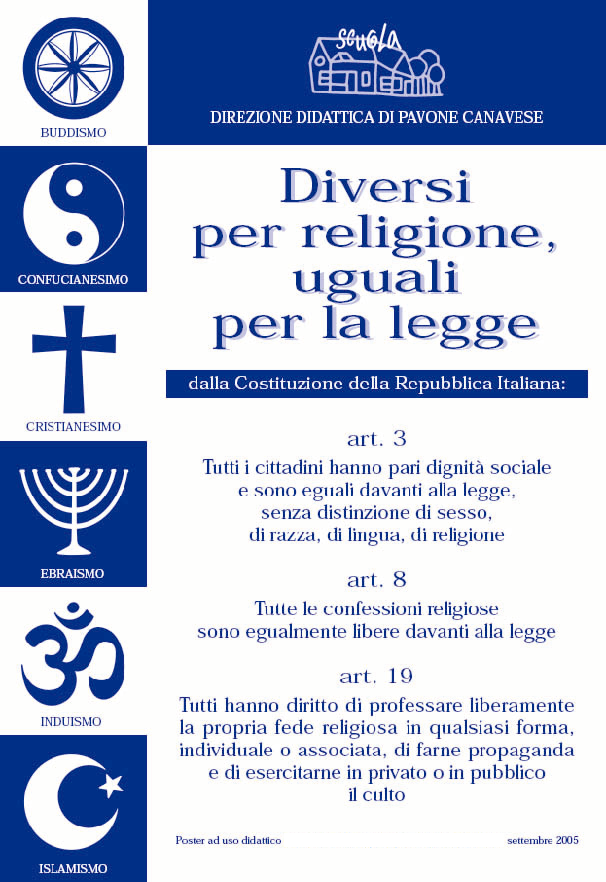 scuola
DIREZIONE DIDATTICA DI PAVONE CANAVESE
BUDDISMO
CONFUCIANESIMO
CRISTIANESIMO
EBRAISMO
INDUISMO
ISLAMISMO
Diversi
per religione,
uguali
per la legge
dalla Costituzione della Repubblica Italiana:
art. 3
Tutti i cittadini hanno pari dignità sociale
e sono eguali davanti alla legge,
senza distinzione di sesso,
di razza, di lingua, di religione
art. 8
Tutte le confessioni religiose
sono egualmente libere davanti alla legge
art. 19
Tutti hanno diritto di professare liberamente
la propria fede religiosa in qualsiasi forma,
individuale o associata, di farne propaganda
e di esercitarne in privato o in pubblico
il culto
Poster ad uso didattico settembre 2005